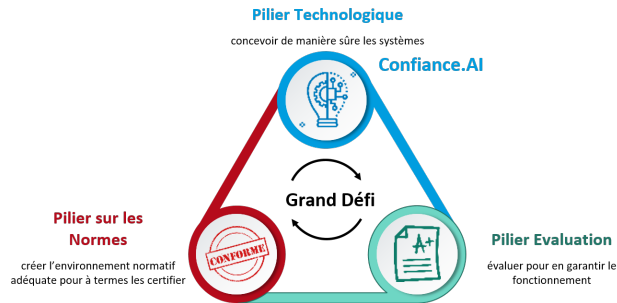 Pilier Technologique
concevoir de manière sûre les systèmes
Confiance.AI
Grand Défi
Pilier sur les
Normes
créer l'environnement normatif
adéquate pour à termes les certifier
CONFORME
A+
Pilier Evaluation
évaluer pour en garantir le
fonctionnement